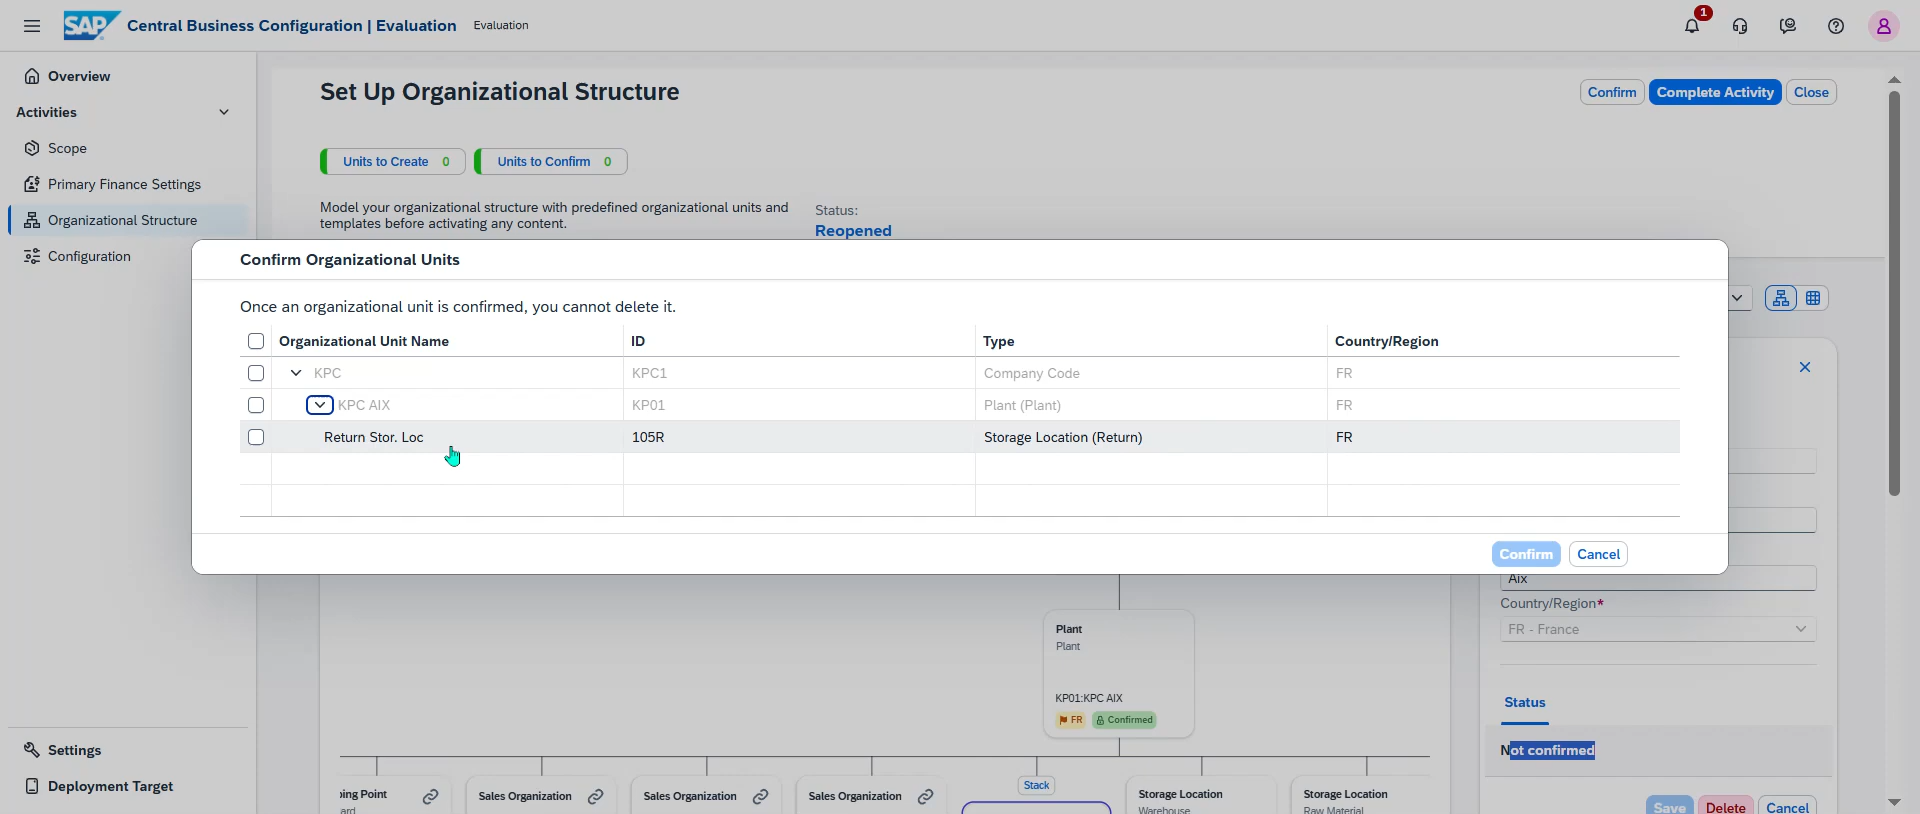 SAP Central Business Configuration | Evaluation Evaluation 1
Overview
Activities
Scope
Primary Finance Settings
Organizational Structure
Configuration
Settings
Deployment Target
Set Up Organizational Structure
Confirm Complete Activity Close
Units to Create 0 Units to Confirm 0
Model your organizational structure with predefined organizational units and
templates before activating any content.
Status:
Reopened
Confirm Organizational Units
Once an organizational unit is confirmed, you cannot delete it.
Organizational Unit Name ID Type Country/Region
KPC KPC1 Company Code FR
KPC AIX KP01 Plant (Plant) FR
Return Stor. Loc 105R Storage Location (Return) FR
Confirm Cancel
Aix
Country/Region*
FR - France
Status
Not confirmed
Save Delete Cancel
Plant
Plant
KP01:KPC AIX
FR Confirmed
Stack
Sales Organization
Sales Organization
Sales Organization
Storage Location
Warehouse
Storage Location
Raw Material